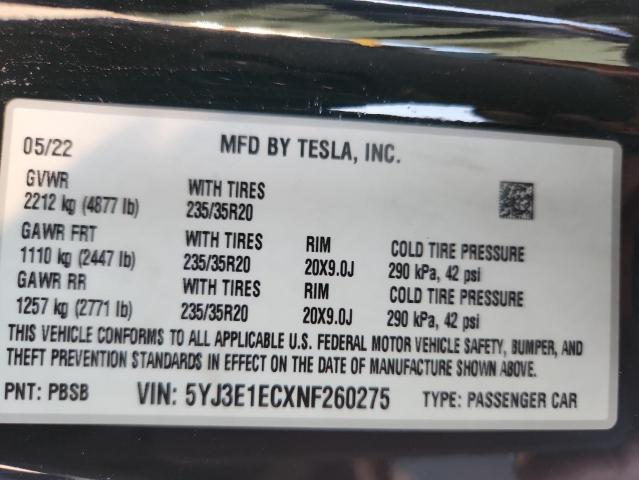 05/22 MFD BY TESLA, INC.
GVWR WITH TIRES
2212 kg (4877 lb) 235/35R20
GAWR FRT WITH TIRES RIM COLD TIRE PRESSURE
1110 kg (2447 lb) 235/35R20 20X9.0J 290 kPa, 42 psi
GAWR RR WITH TIRES RIM COLD TIRE PRESSURE
1257 kg (2771 lb) 235/35R20 20X9.0J 290 kPa, 42 psi
THIS VEHICLE CONFORMS TO ALL APPLICABLE U.S. FEDERAL MOTOR VEHICLE SAFETY, BUMPER, AND
THEFT PREVENTION STANDARDS IN EFFECT ON THE DATE OF MANUFACTURE SHOWN ABOVE.
PNT: PBSB VIN: 5YJ3E1ECXNF260275 TYPE: PASSENGER CAR